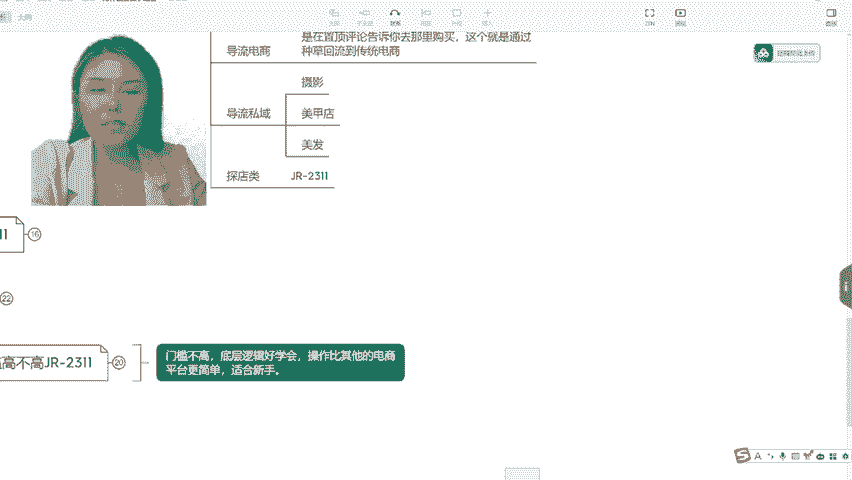 大纲
ZEN
导流电商
是在置顶评论告诉你去那里购买，这个就是通过
种草回流到传统电商
摄影
导流私域
美甲店
美发
探店类
JR-2311
11
16
22
高不高JR-2311
20
门槛不高，底层逻辑好学会，操作比其他的电商
平台更简单，适合新手。